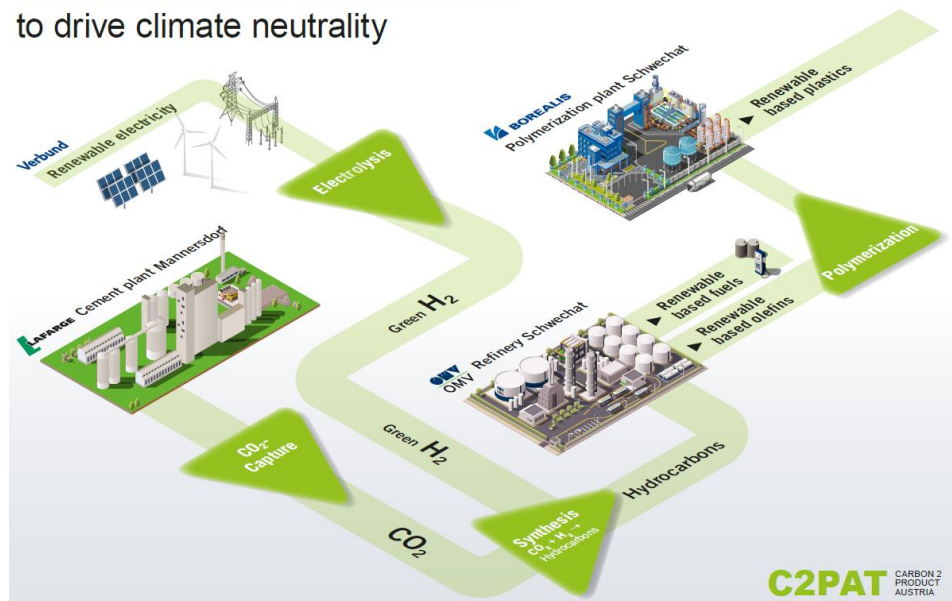 to drive climate neutrality
Verbund
Renewable electricity
Electrolysis
BOREALIS
Polymerization plant Schwechat
Renewable
based plastics
LAFARGE Cement plant Mannersdorf
Green H₂
Polymerization
Renewable
based fuels
Renewable
based olefins
OMV
OMV Refinery Schwechat
CO₂-
Capture
Green H₂
Hydrocarbons
CO₂
Synthesis
CO₂ + H₂ →
Hydrocarbons
C2PAT
CARBON 2
PRODUCT
AUSTRIA